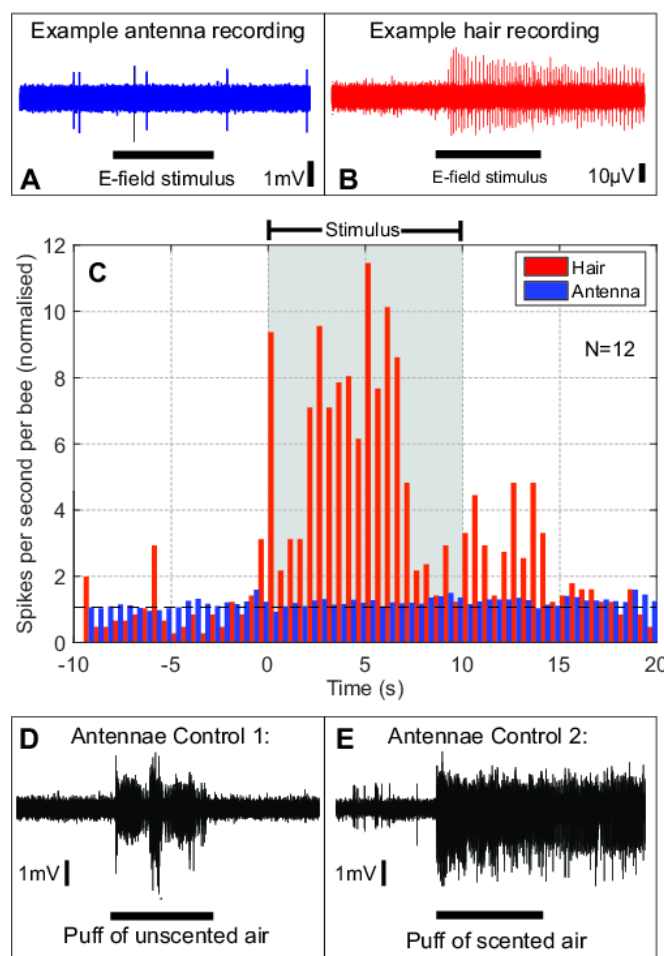 Example antenna recording
A
E-field stimulus
1mV
Example hair recording
B
E-field stimulus
10µV
Stimulus
C
Hair
Antenna
N=12
Spikes per second per bee (normalised)
12
10
8
6
4
2
0
-10
-5
0
5
10
15
20
Time (s)
D
Antennae Control 1:
1mV
Puff of unscented air
E
Antennae Control 2:
1mV
Puff of scented air